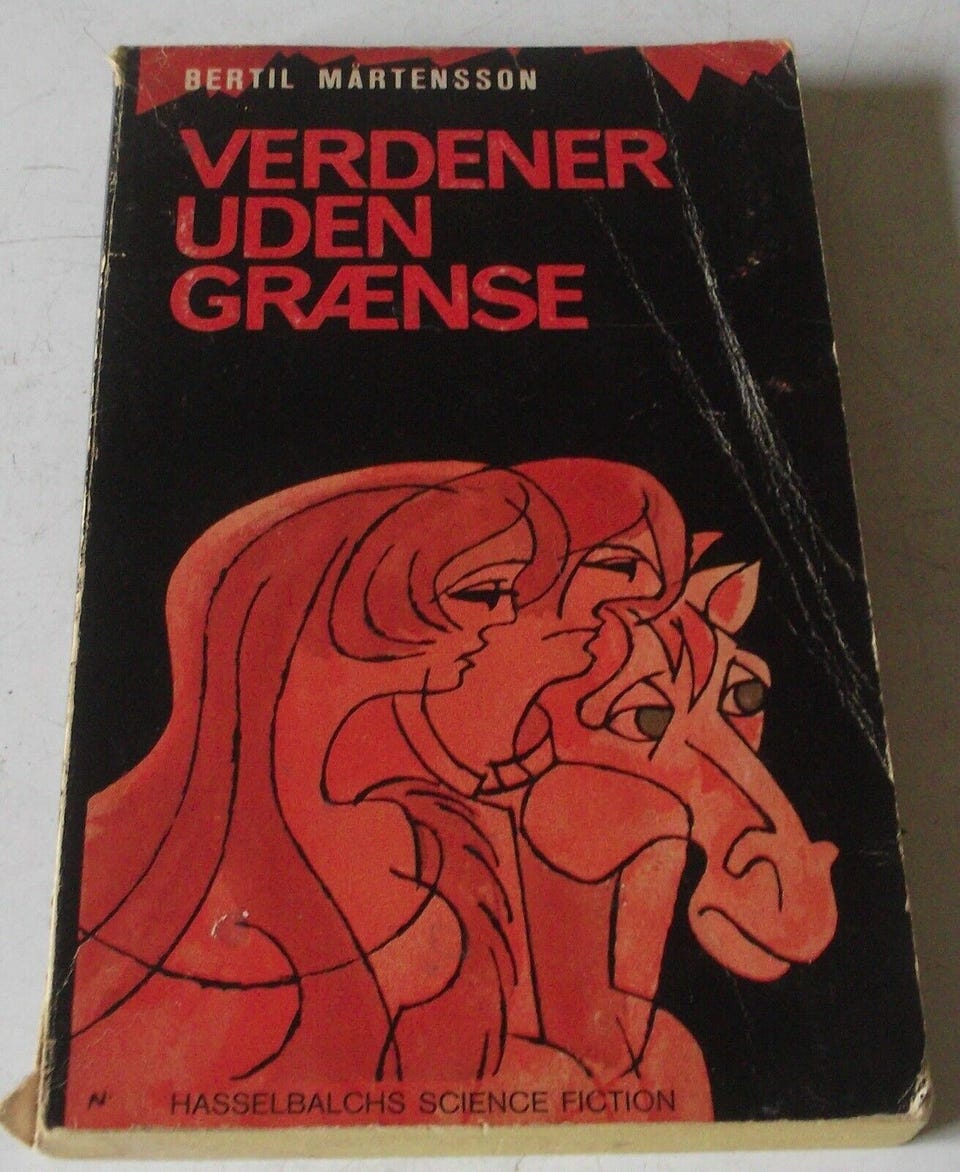 BERTIL MÅRTENSSON
VERDENER
UDEN
GRÆNSE
N
HASSELBALCHS SCIENCE FICTION